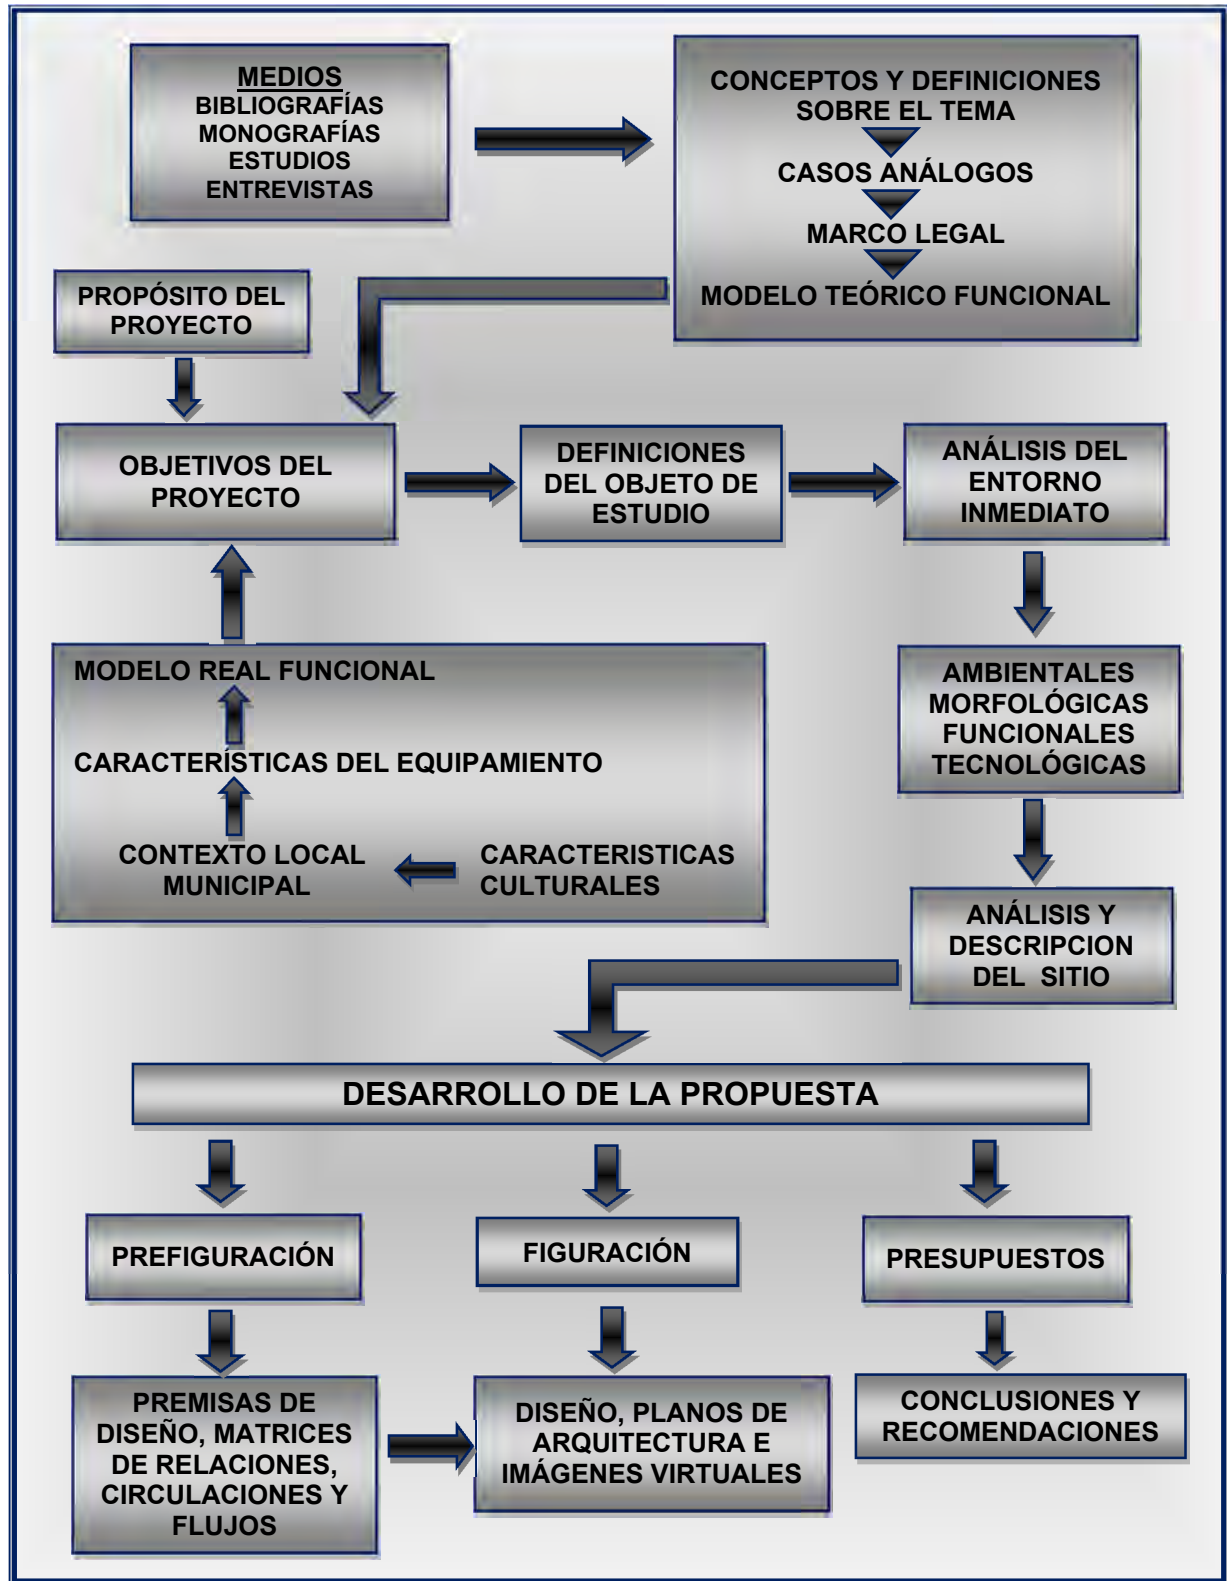 MEDIOS
BIBLIOGRAFÍAS
MONOGRAFÍAS
ESTUDIOS
ENTREVISTAS
CONCEPTOS Y DEFINICIONES
SOBRE EL TEMA
CASOS ANÁLOGOS
MARCO LEGAL
MODELO TEÓRICO FUNCIONAL
PROPÓSITO DEL
PROYECTO
OBJETIVOS DEL
PROYECTO
DEFINICIONES
DEL OBJETO DE
ESTUDIO
ANÁLISIS DEL
ENTORNO
INMEDIATO
MODELO REAL FUNCIONAL
CARACTERÍSTICAS DEL EQUIPAMIENTO
CONTEXTO LOCAL
MUNICIPAL
CARACTERISTICAS
CULTURALES
AMBIENTALES
MORFOLÓGICAS
FUNCIONALES
TECNOLÓGICAS
ANÁLISIS Y
DESCRIPCION
DEL SITIO
DESARROLLO DE LA PROPUESTA
PREFIGURACIÓN
FIGURACIÓN
PRESUPUESTOS
PREMISAS DE
DISEÑO, MATRICES
DE RELACIONES,
CIRCULACIONES Y
FLUJOS
DISEÑO, PLANOS DE
ARQUITECTURA E
IMÁGENES VIRTUALES
CONCLUSIONES Y
RECOMENDACIONES